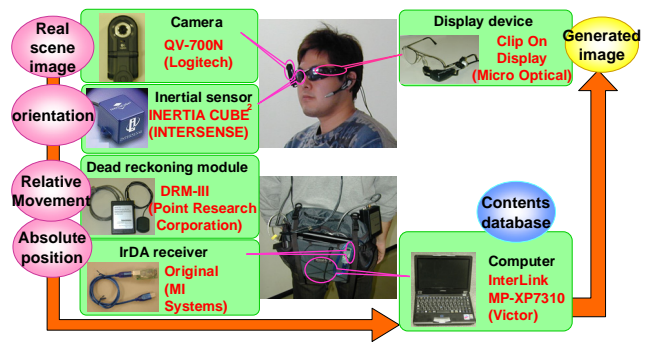 Real
scene
image
Camera
QV-700N
(Logitech)
Display device
Clip On
Display
(Micro Optical)
Generated
image
orientation
Inertial sensor
INERTIA CUBE2
(INTERSENSE)
Relative
Movement
Dead reckoning module
DRM-III
(Point Research
Corporation)
Contents
database
Absolute
position
IrDA receiver
Original
(MI
Systems)
Computer
InterLink
MP-XP7310
(Victor)